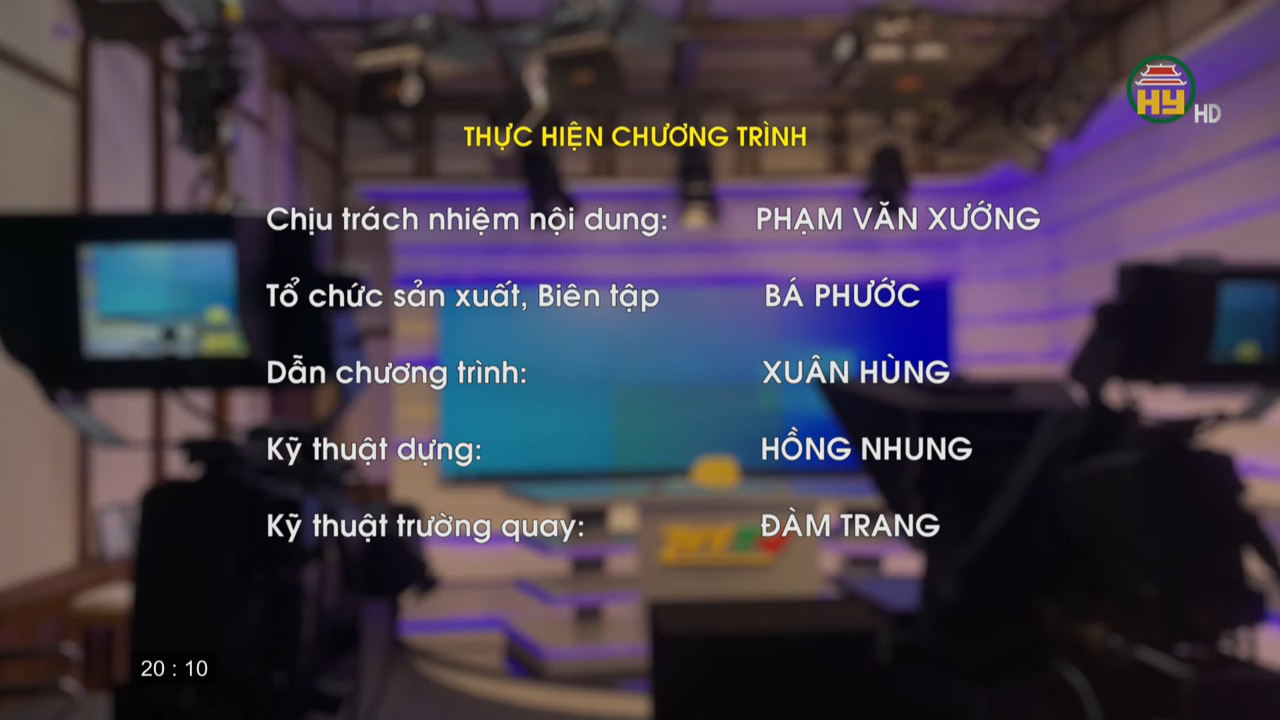 HY HD
THỰC HIỆN CHƯƠNG TRÌNH
Chịu trách nhiệm nội dung: PHẠM VĂN XƯỚNG
Tổ chức sản xuất, Biên tập BÁ PHƯỚC
Dẫn chương trình: XUÂN HÙNG
Kỹ thuật dựng: HỒNG NHUNG
Kỹ thuật trường quay: ĐÀM TRANG
20 : 10